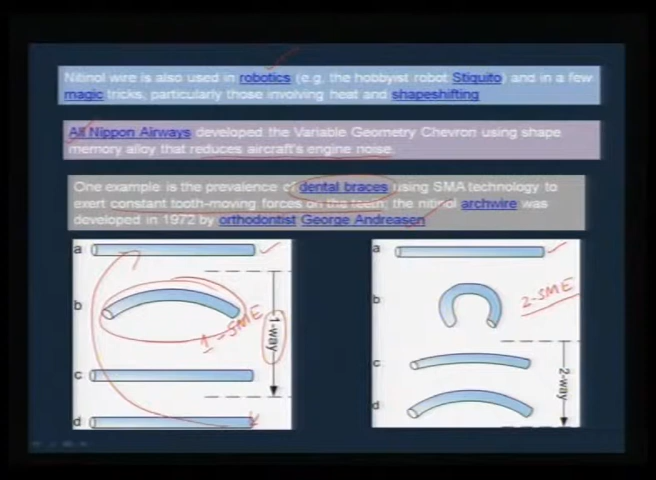 Nitinol wire is also used in robotics (e.g. the hobbyist robot Stiquito) and in a few
magic tricks, particularly those involving heat and shapeshifting
All Nippon Airways developed the Variable Geometry Chevron using shape
memory alloy that reduces aircraft's engine noise.
One example is the prevalence of dental braces using SMA technology to
exert constant tooth-moving forces on the teeth; the nitinol archwire was
developed in 1972 by orthodontist George Andreasen
a
b
1-SME
1-way
c
d
a
b
2-SME
c
2-way
d